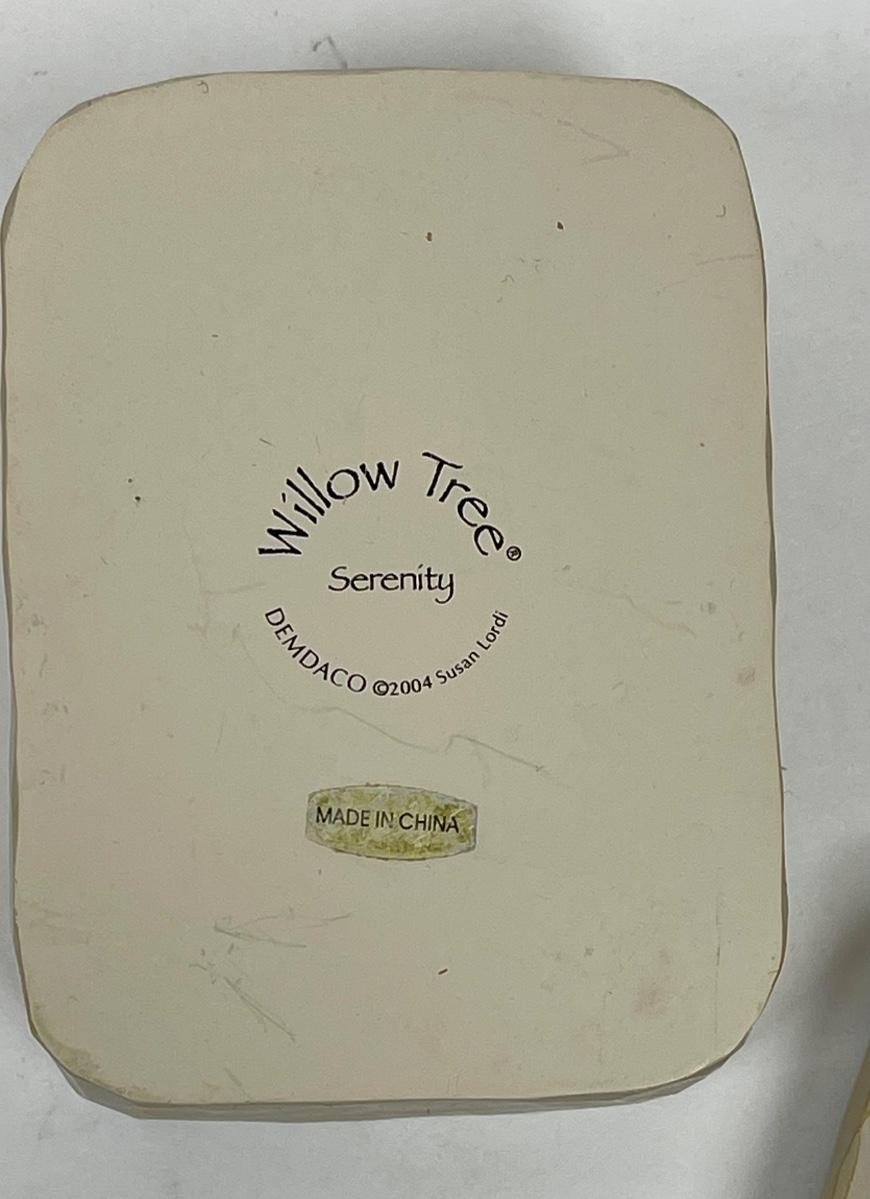 Willow Tree®
Serenity
DEMDACO ©2004 Susan Lordi
MADE IN CHINA